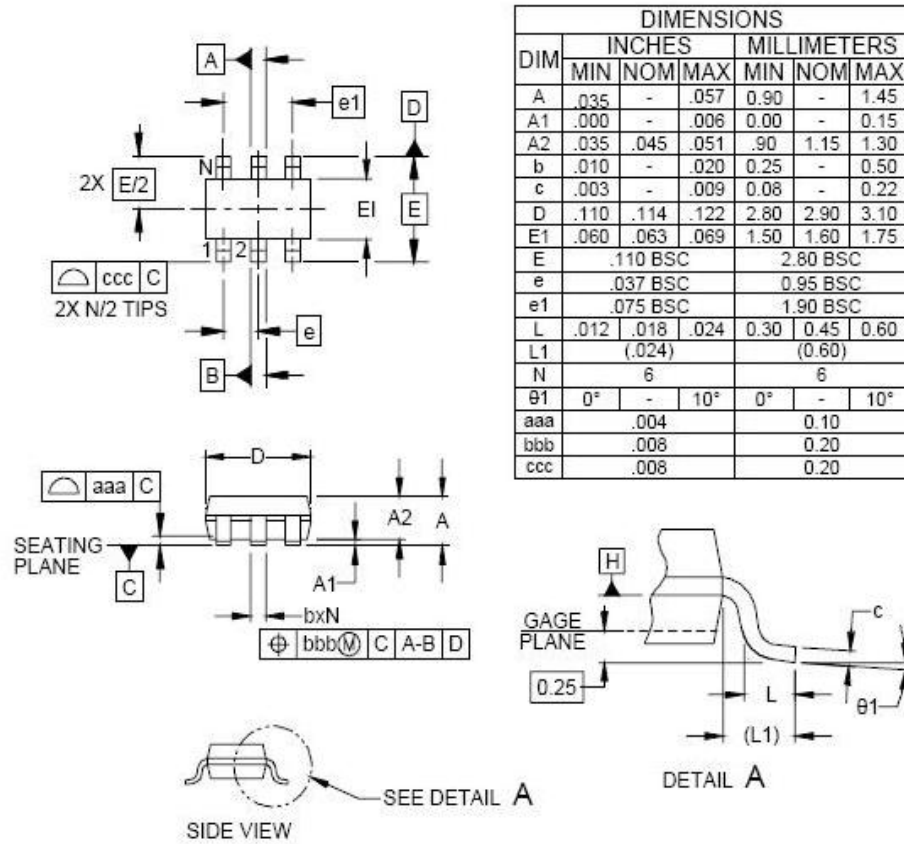 A
e1
D
N
2X E/2
EI
E
1 2
⌓ ccc C
2X N/2 TIPS
e
B
D
⌓ aaa C
A2
A
SEATING
PLANE
C
A1
bxN
⌖ bbbⓂ C A-B D
SIDE VIEW
SEE DETAIL A
DIMENSIONS
DIM INCHES MILLIMETERS
MIN NOM MAX MIN NOM MAX
A .035 - .057 0.90 - 1.45
A1 .000 - .006 0.00 - 0.15
A2 .035 .045 .051 .90 1.15 1.30
b .010 - .020 0.25 - 0.50
c .003 - .009 0.08 - 0.22
D .110 .114 .122 2.80 2.90 3.10
E1 .060 .063 .069 1.50 1.60 1.75
E .110 BSC 2.80 BSC
e .037 BSC 0.95 BSC
e1 .075 BSC 1.90 BSC
L .012 .018 .024 0.30 0.45 0.60
L1 (.024) (0.60)
N 6 6
θ1 0° - 10° 0° - 10°
aaa .004 0.10
bbb .008 0.20
ccc .008 0.20
H
GAGE
PLANE
c
0.25
L
θ1
(L1)
DETAIL A